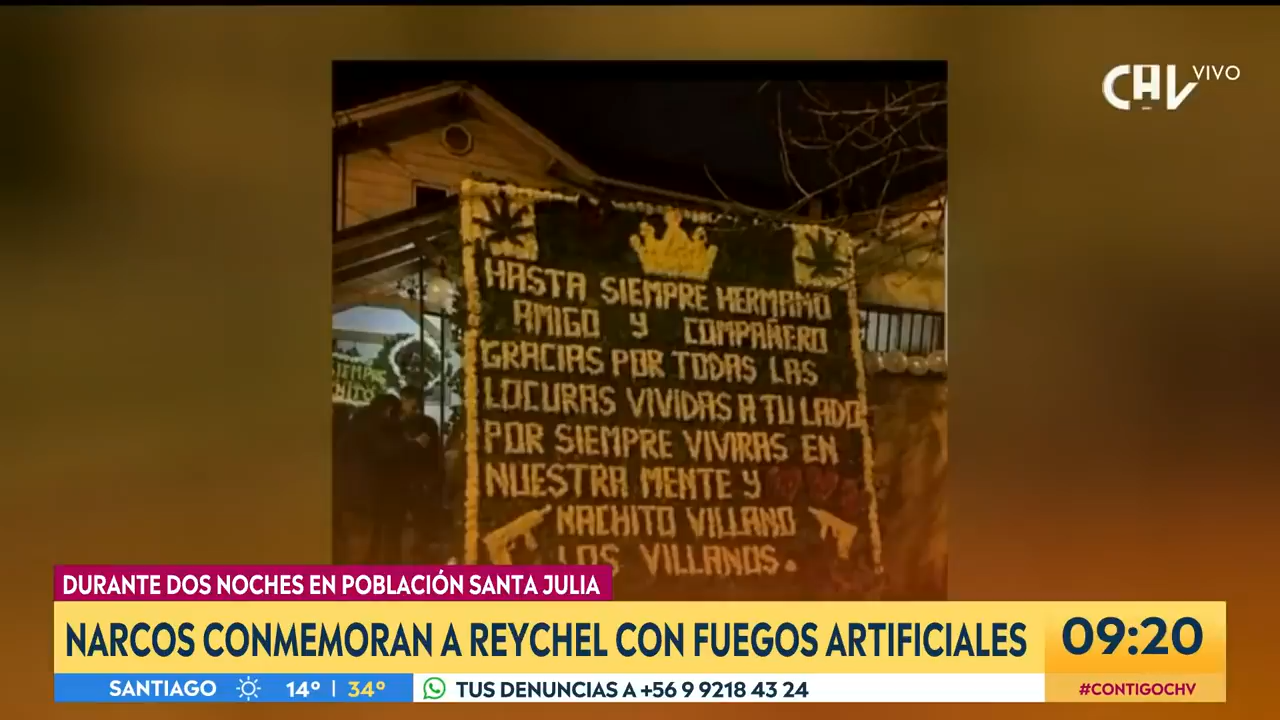 CHV VIVO
HASTA SIEMPRE HERMANO
AMIGO Y COMPAÑERO
GRACIAS POR TODAS LAS
LOCURAS VIVIDAS A TU LADO
POR SIEMPRE VIVIRAS EN
NUESTRA MENTE Y
NACHITO VILLANO
LOS VILLANOS.
DURANTE DOS NOCHES EN POBLACIÓN SANTA JULIA
NARCOS CONMEMORAN A REYCHEL CON FUEGOS ARTIFICIALES
09:20
SANTIAGO 14° | 34° TUS DENUNCIAS A +56 9 9218 43 24
#CONTIGOCHV